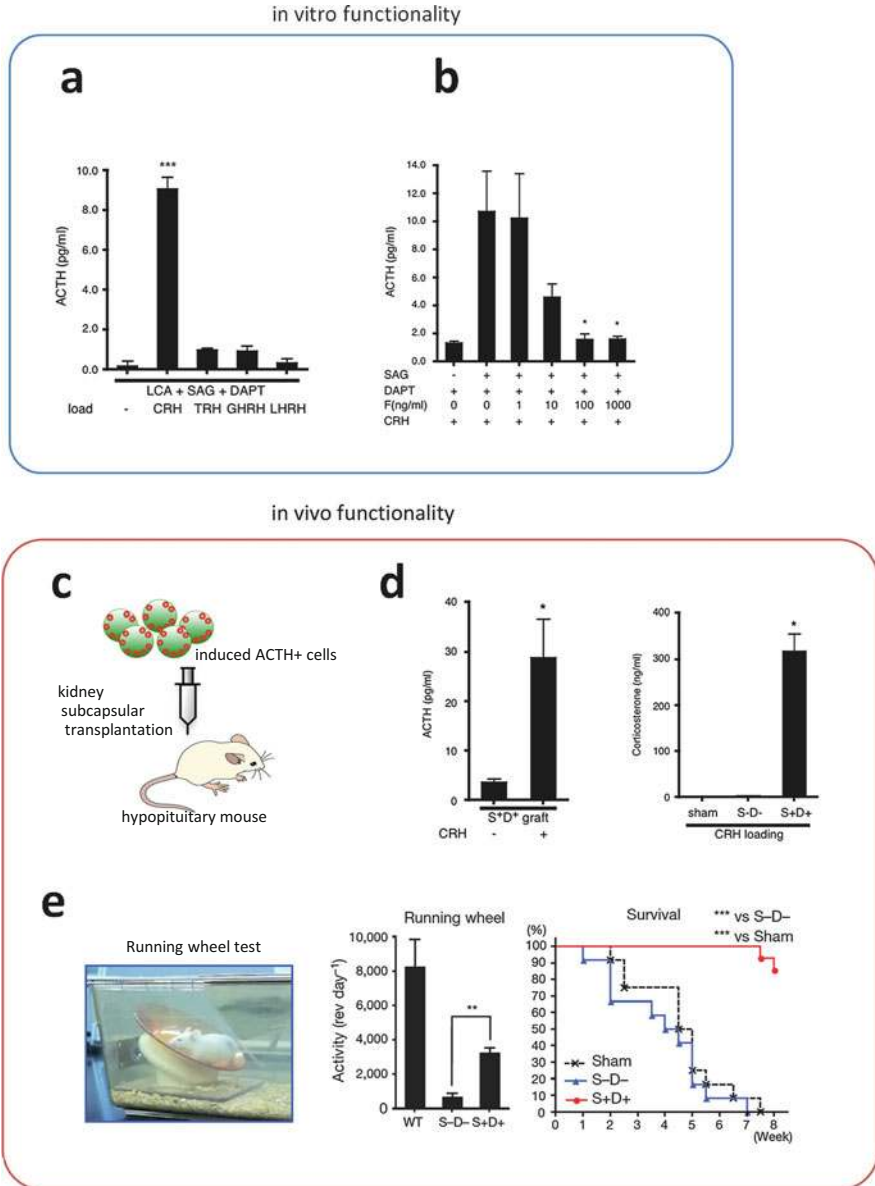 in vitro functionality
a
ACTH (pg/ml)
10.0
8.0
6.0
4.0
2.0
0.0
***
LCA + SAG + DAPT
load - CRH TRH GHRH LHRH
b
ACTH (pg/ml)
14.0
12.0
10.0
8.0
6.0
4.0
2.0
0.0
* *
SAG - + + + + +
DAPT + + + + + +
F(ng/ml) 0 0 1 10 100 1000
CRH + + + + + +
in vivo functionality
c
induced ACTH+ cells
kidney
subcapsular
transplantation
hypopituitary mouse
d
ACTH (pg/ml)
40
30
20
10
0
*
S+D+ graft
CRH - +
Corticosterone (ng/ml)
400
300
200
100
0
*
sham S-D- S+D+
CRH loading
e
Running wheel test
Running wheel
Activity (rev day⁻¹)
10,000
8,000
6,000
4,000
2,000
0
**
WT S–D– S+D+
Survival
*** vs S–D–
*** vs Sham
(%)
100
90
80
70
60
50
40
30
20
10
0
Sham
S–D–
S+D+
0 1 2 3 4 5 6 7 8
(Week)